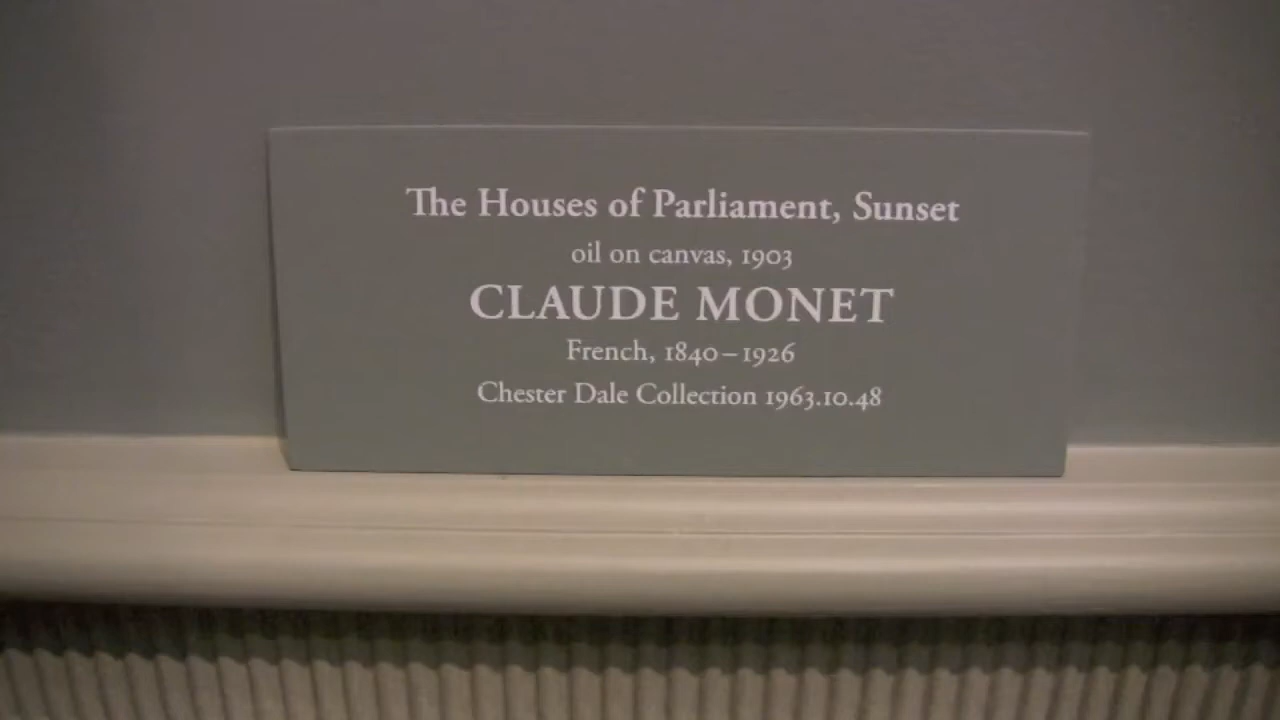 The Houses of Parliament, Sunset
oil on canvas, 1903
CLAUDE MONET
French, 1840–1926
Chester Dale Collection 1963.10.48